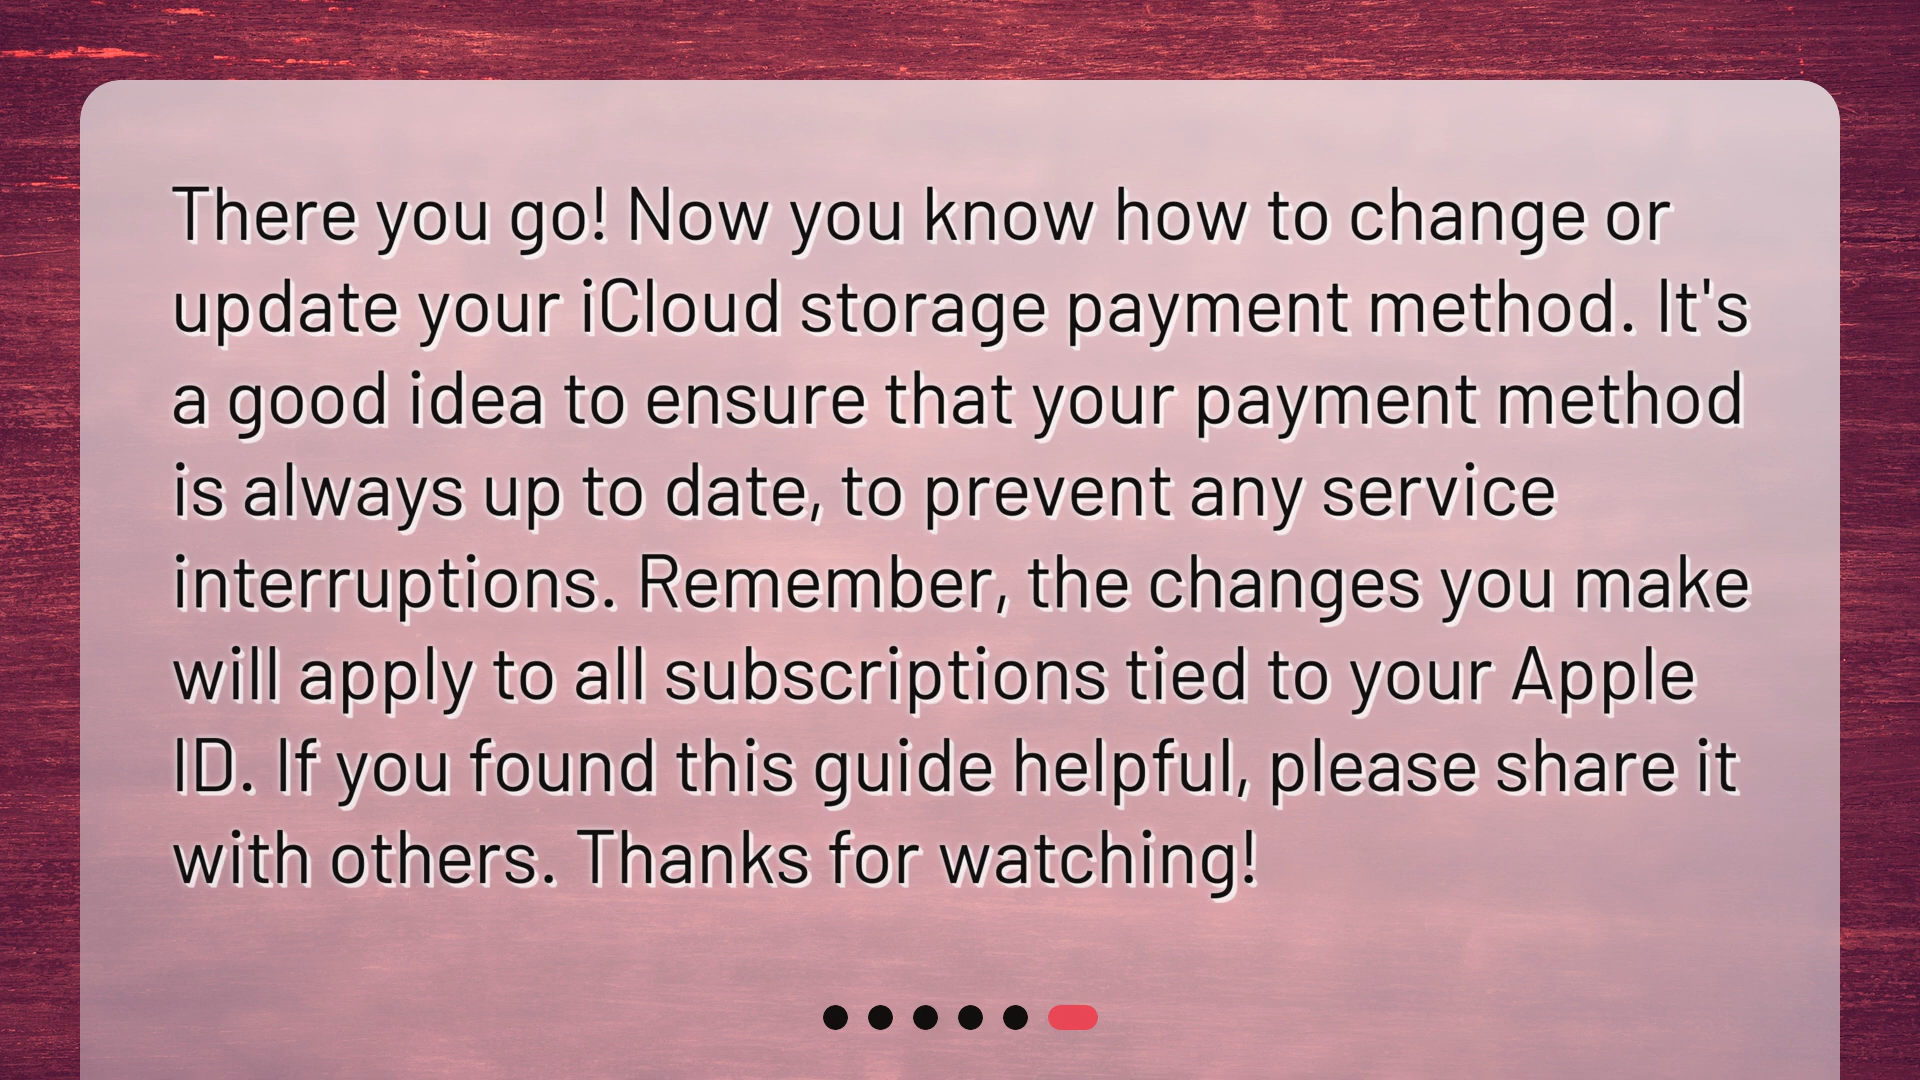 There you go! Now you know how to change or
update your iCloud storage payment method. It's
a good idea to ensure that your payment method
is always up to date, to prevent any service
interruptions. Remember, the changes you make
will apply to all subscriptions tied to your Apple
ID. If you found this guide helpful, please share it
with others. Thanks for watching!